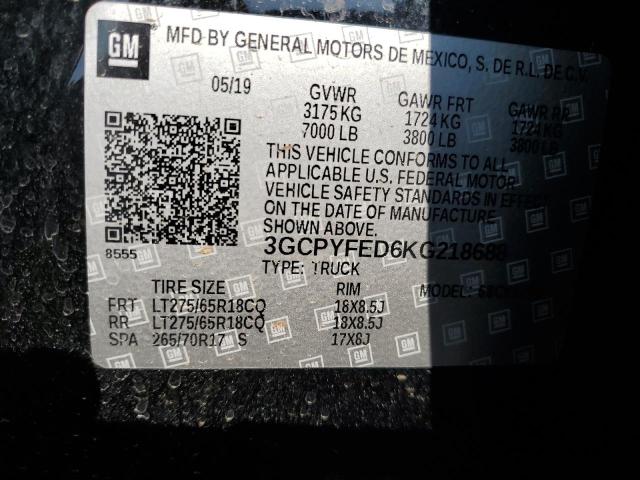 GM
MFD BY GENERAL MOTORS DE MEXICO, S. DE R.L. DE C.V.
05/19
GVWR GAWR FRT GAWR RR
3175 KG 1724 KG 1724 KG
7000 LB 3800 LB 3800 LB
THIS VEHICLE CONFORMS TO ALL
APPLICABLE U.S. FEDERAL MOTOR
VEHICLE SAFETY STANDARDS IN EFFECT
ON THE DATE OF MANUFACTURE
SHOWN ABOVE.
8555
3GCPYFED6KG218688
TYPE: TRUCK
TIRE SIZE RIM MODEL:
FRT LT275/65R18CQ 18X8.5J
RR LT275/65R18CQ 18X8.5J
SPA 265/70R17 S 17X8J